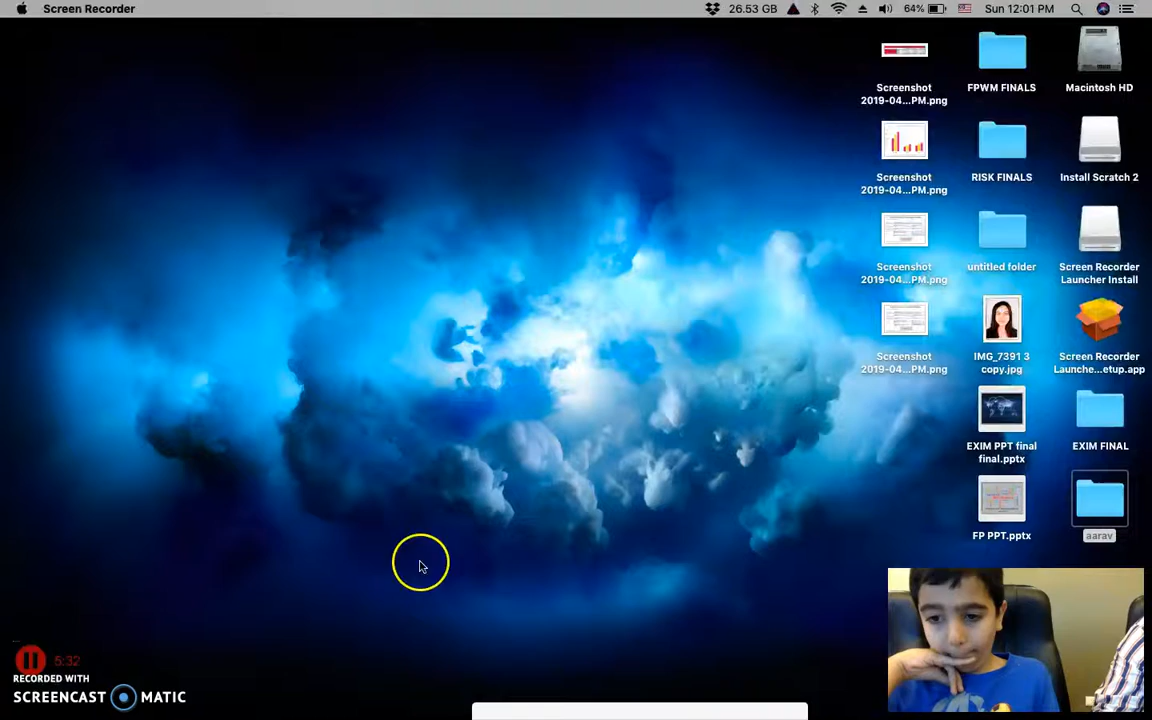 Screen Recorder
26.53 GB
64%
Sun 12:01 PM
Screenshot
2019-04...PM.png
FPWM FINALS
Macintosh HD
Screenshot
2019-04...PM.png
RISK FINALS
Install Scratch 2
Screenshot
2019-04...PM.png
untitled folder
Screen Recorder
Launcher Install
Screenshot
2019-04...PM.png
IMG_7391 3
copy.jpg
Screen Recorder
Launche...etup.app
EXIM PPT final
final.pptx
EXIM FINAL
FP PPT.pptx
aarav
5:32
RECORDED WITH
SCREENCAST MATIC